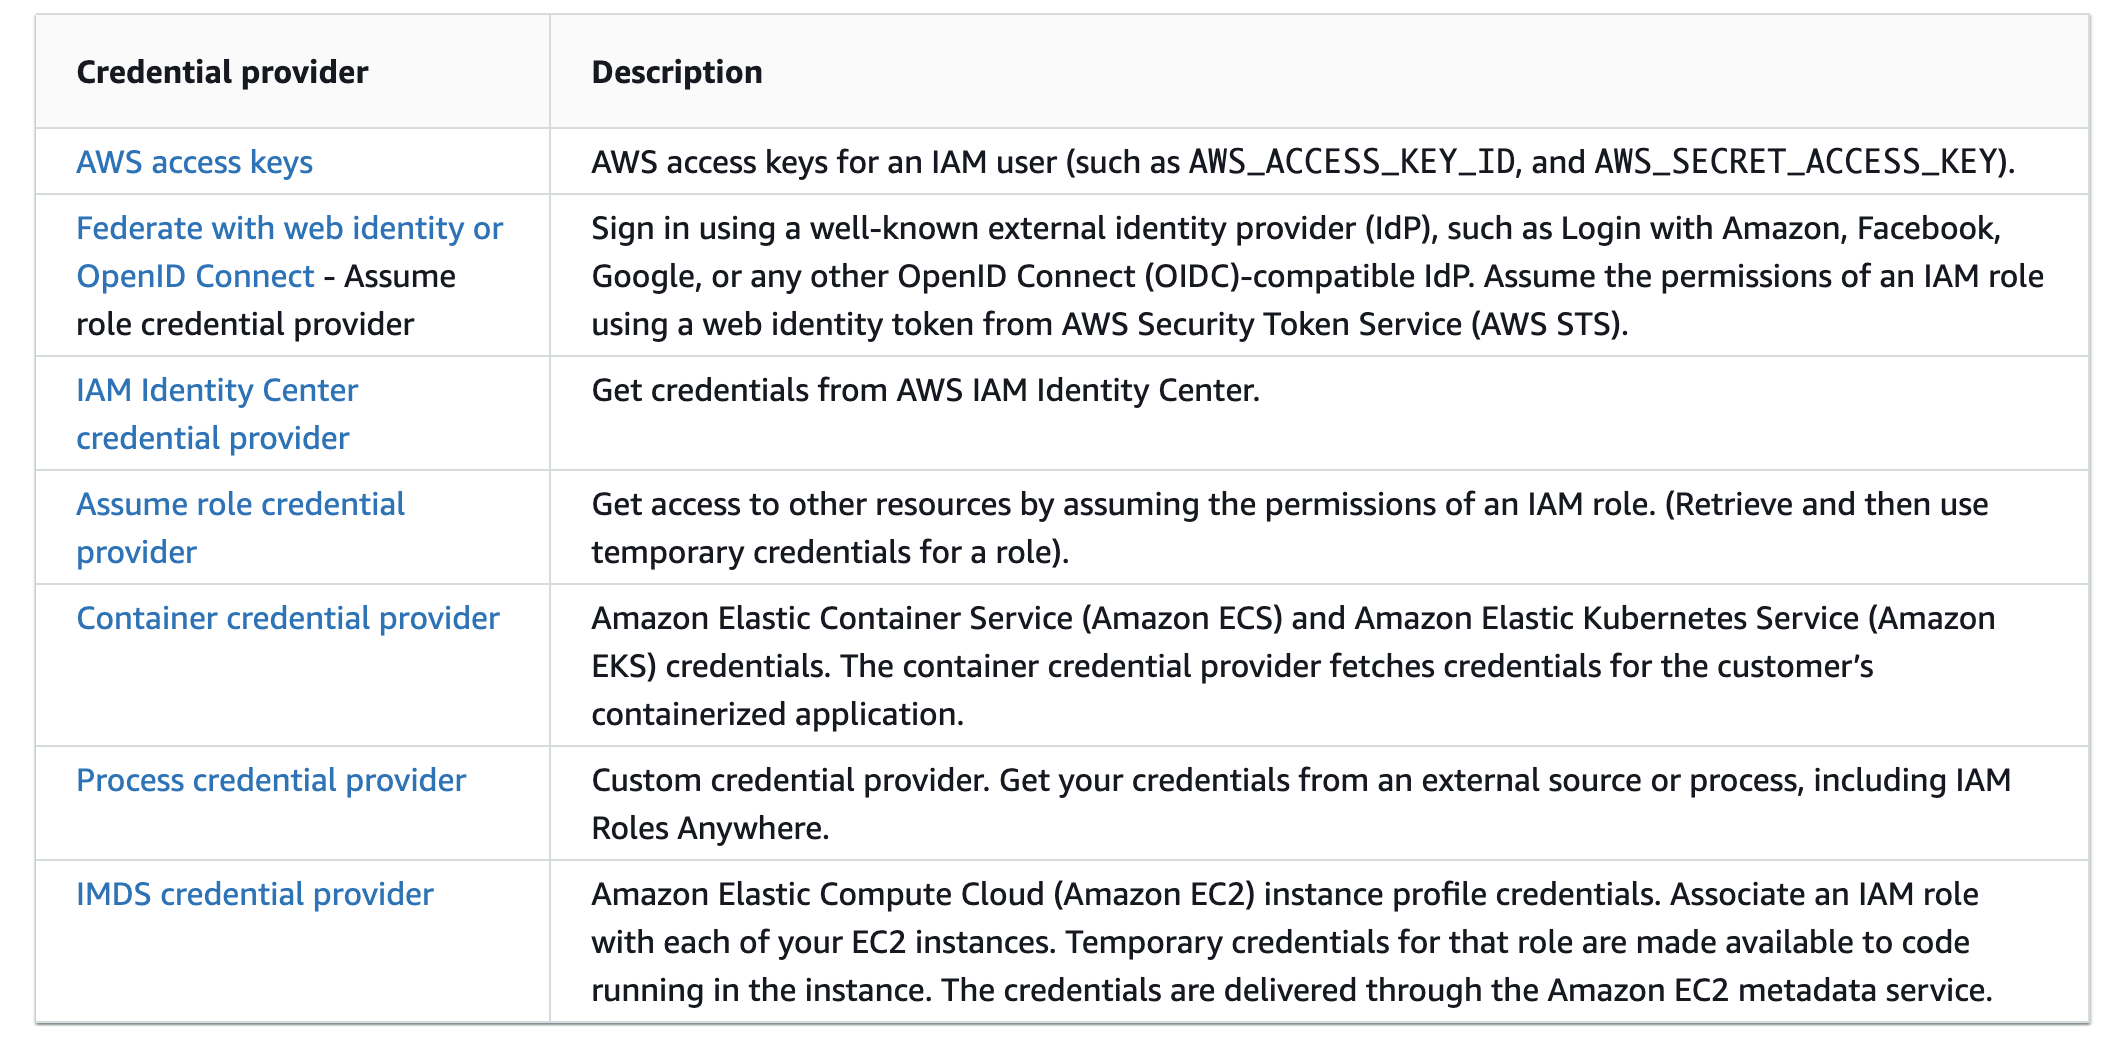 Credential provider
Description
AWS access keys
AWS access keys for an IAM user (such as AWS_ACCESS_KEY_ID, and AWS_SECRET_ACCESS_KEY).
Federate with web identity or
OpenID Connect - Assume
role credential provider
Sign in using a well-known external identity provider (IdP), such as Login with Amazon, Facebook,
Google, or any other OpenID Connect (OIDC)-compatible IdP. Assume the permissions of an IAM role
using a web identity token from AWS Security Token Service (AWS STS).
IAM Identity Center
credential provider
Get credentials from AWS IAM Identity Center.
Assume role credential
provider
Get access to other resources by assuming the permissions of an IAM role. (Retrieve and then use
temporary credentials for a role).
Container credential provider
Amazon Elastic Container Service (Amazon ECS) and Amazon Elastic Kubernetes Service (Amazon
EKS) credentials. The container credential provider fetches credentials for the customer’s
containerized application.
Process credential provider
Custom credential provider. Get your credentials from an external source or process, including IAM
Roles Anywhere.
IMDS credential provider
Amazon Elastic Compute Cloud (Amazon EC2) instance profile credentials. Associate an IAM role
with each of your EC2 instances. Temporary credentials for that role are made available to code
running in the instance. The credentials are delivered through the Amazon EC2 metadata service.